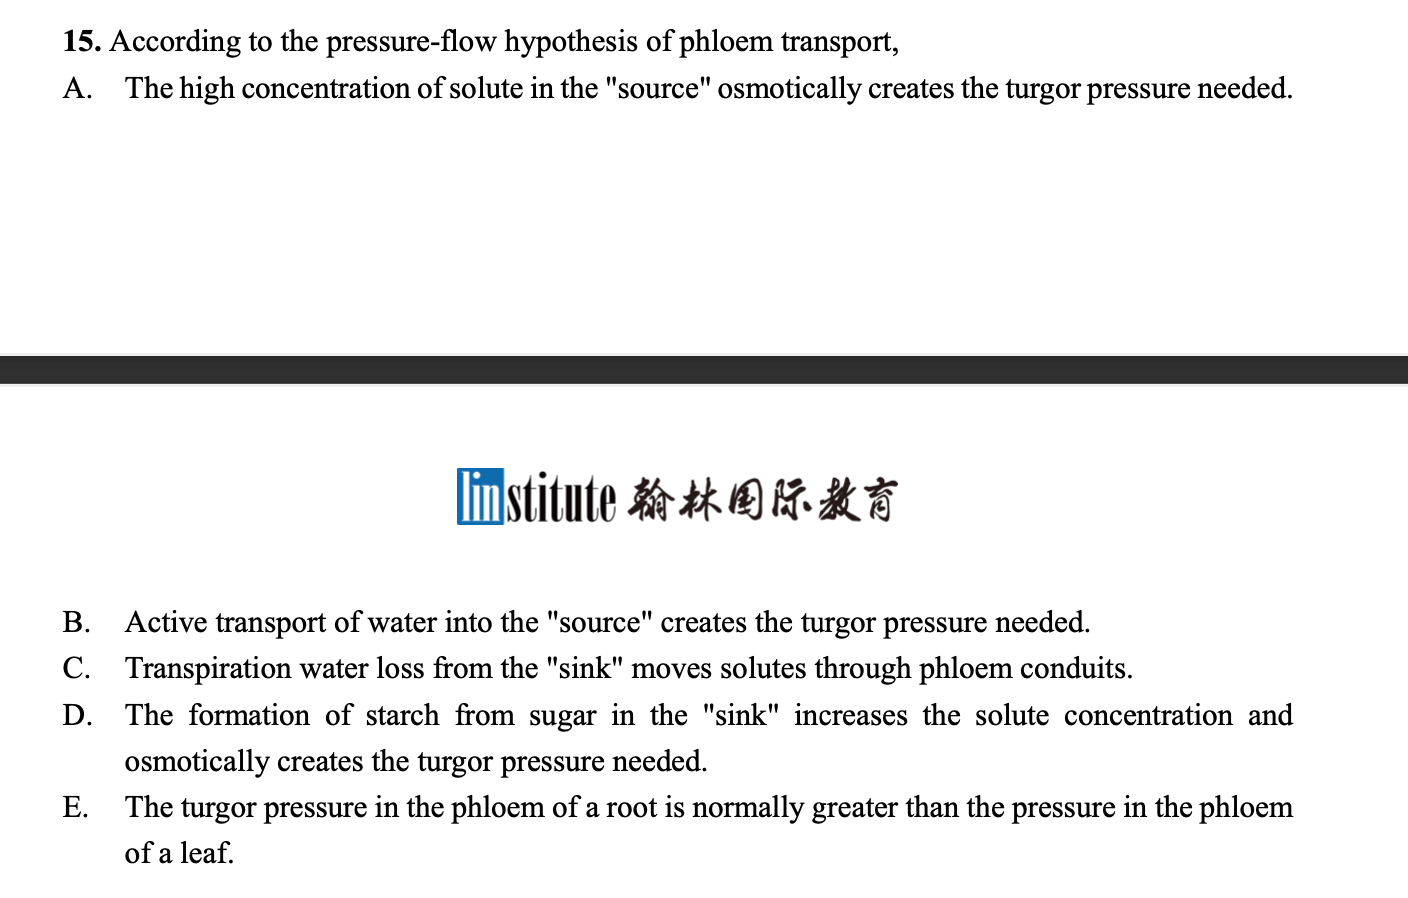 15. According to the pressure-flow hypothesis of phloem transport,
A. The high concentration of solute in the "source" osmotically creates the turgor pressure needed.
linstitute 翰林国际教育
B. Active transport of water into the "source" creates the turgor pressure needed.
C. Transpiration water loss from the "sink" moves solutes through phloem conduits.
D. The formation of starch from sugar in the "sink" increases the solute concentration and
osmotically creates the turgor pressure needed.
E. The turgor pressure in the phloem of a root is normally greater than the pressure in the phloem
of a leaf.